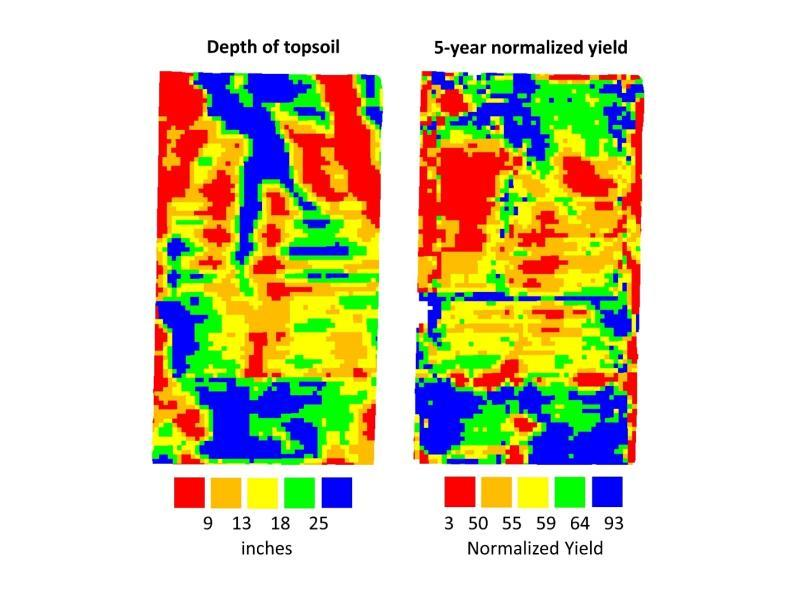 Depth of topsoil
5-year normalized yield
9 13 18 25
inches
3 50 55 59 64 93
Normalized Yield